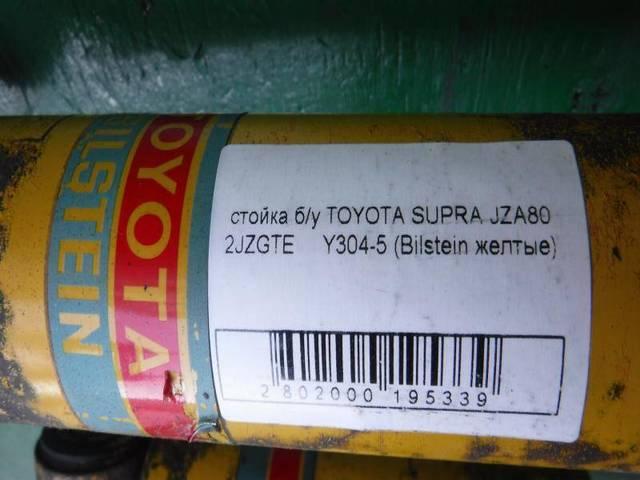 BILSTEIN
TOYOTA
стойка б/у TOYOTA SUPRA JZA80
2JZGTE Y304-5 (Bilstein желтые)
2 802000 195339